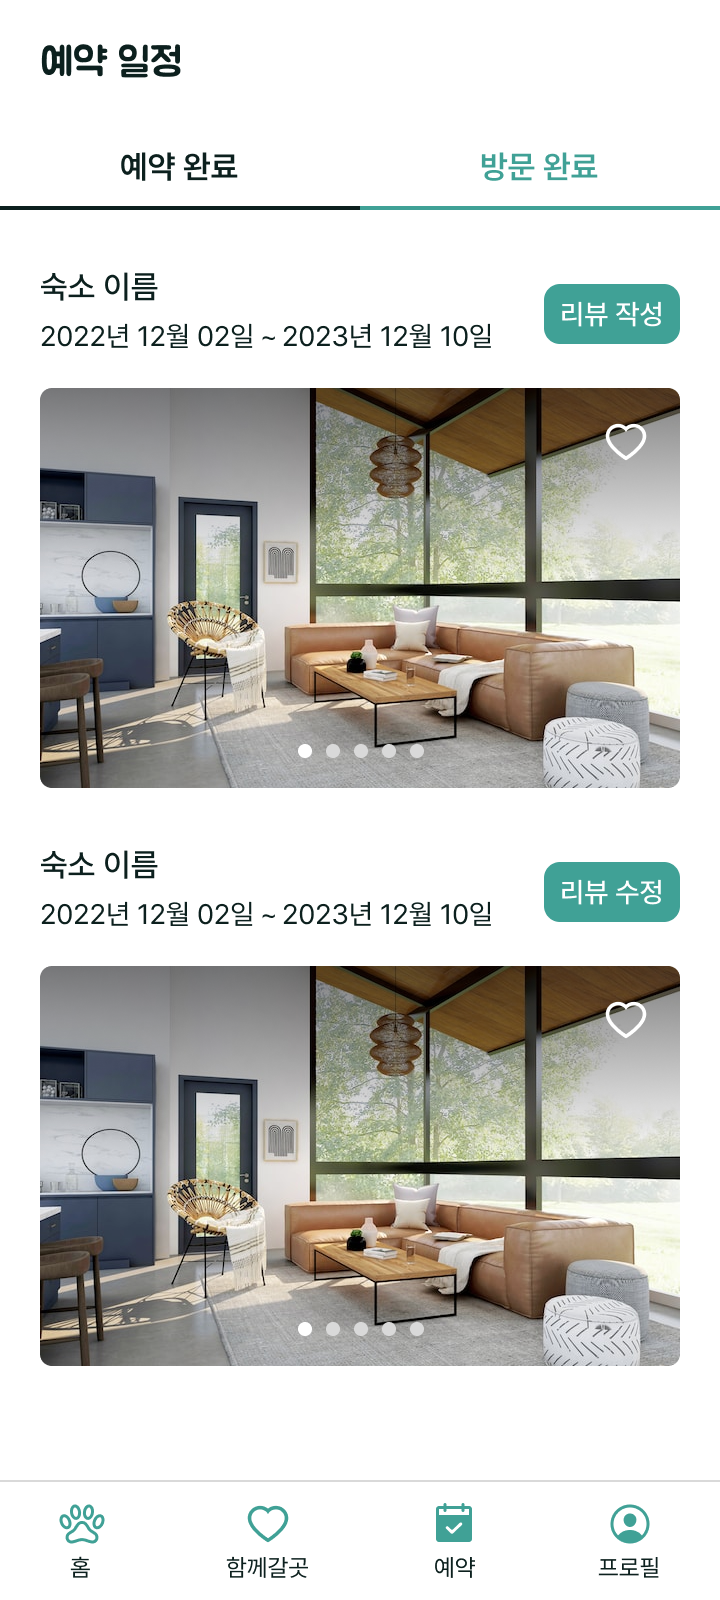 예약 일정
예약 완료
방문 완료
숙소 이름
2022년 12월 02일 ~ 2023년 12월 10일
리뷰 작성
숙소 이름
2022년 12월 02일 ~ 2023년 12월 10일
리뷰 수정
홈
함께갈곳
예약
프로필